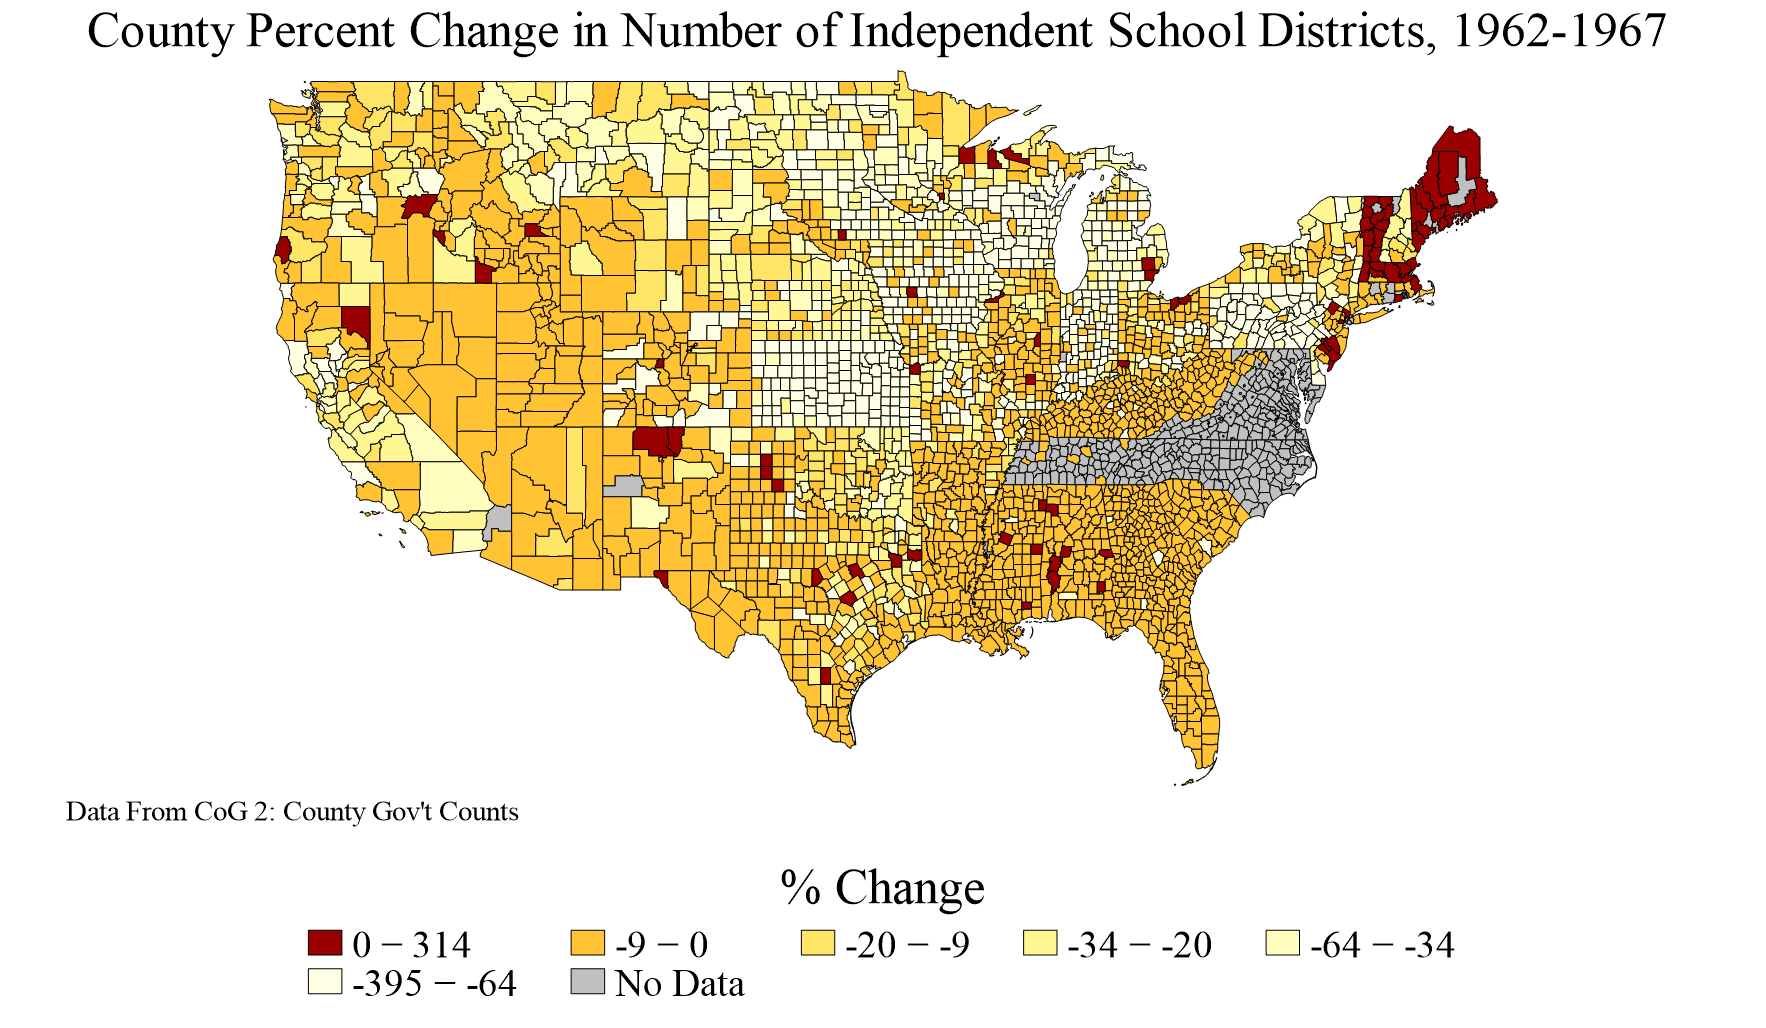 County Percent Change in Number of Independent School Districts, 1962-1967
Data From CoG 2: County Gov't Counts
% Change
0 − 314
-9 − 0
-20 − -9
-34 − -20
-64 − -34
-395 − -64
No Data